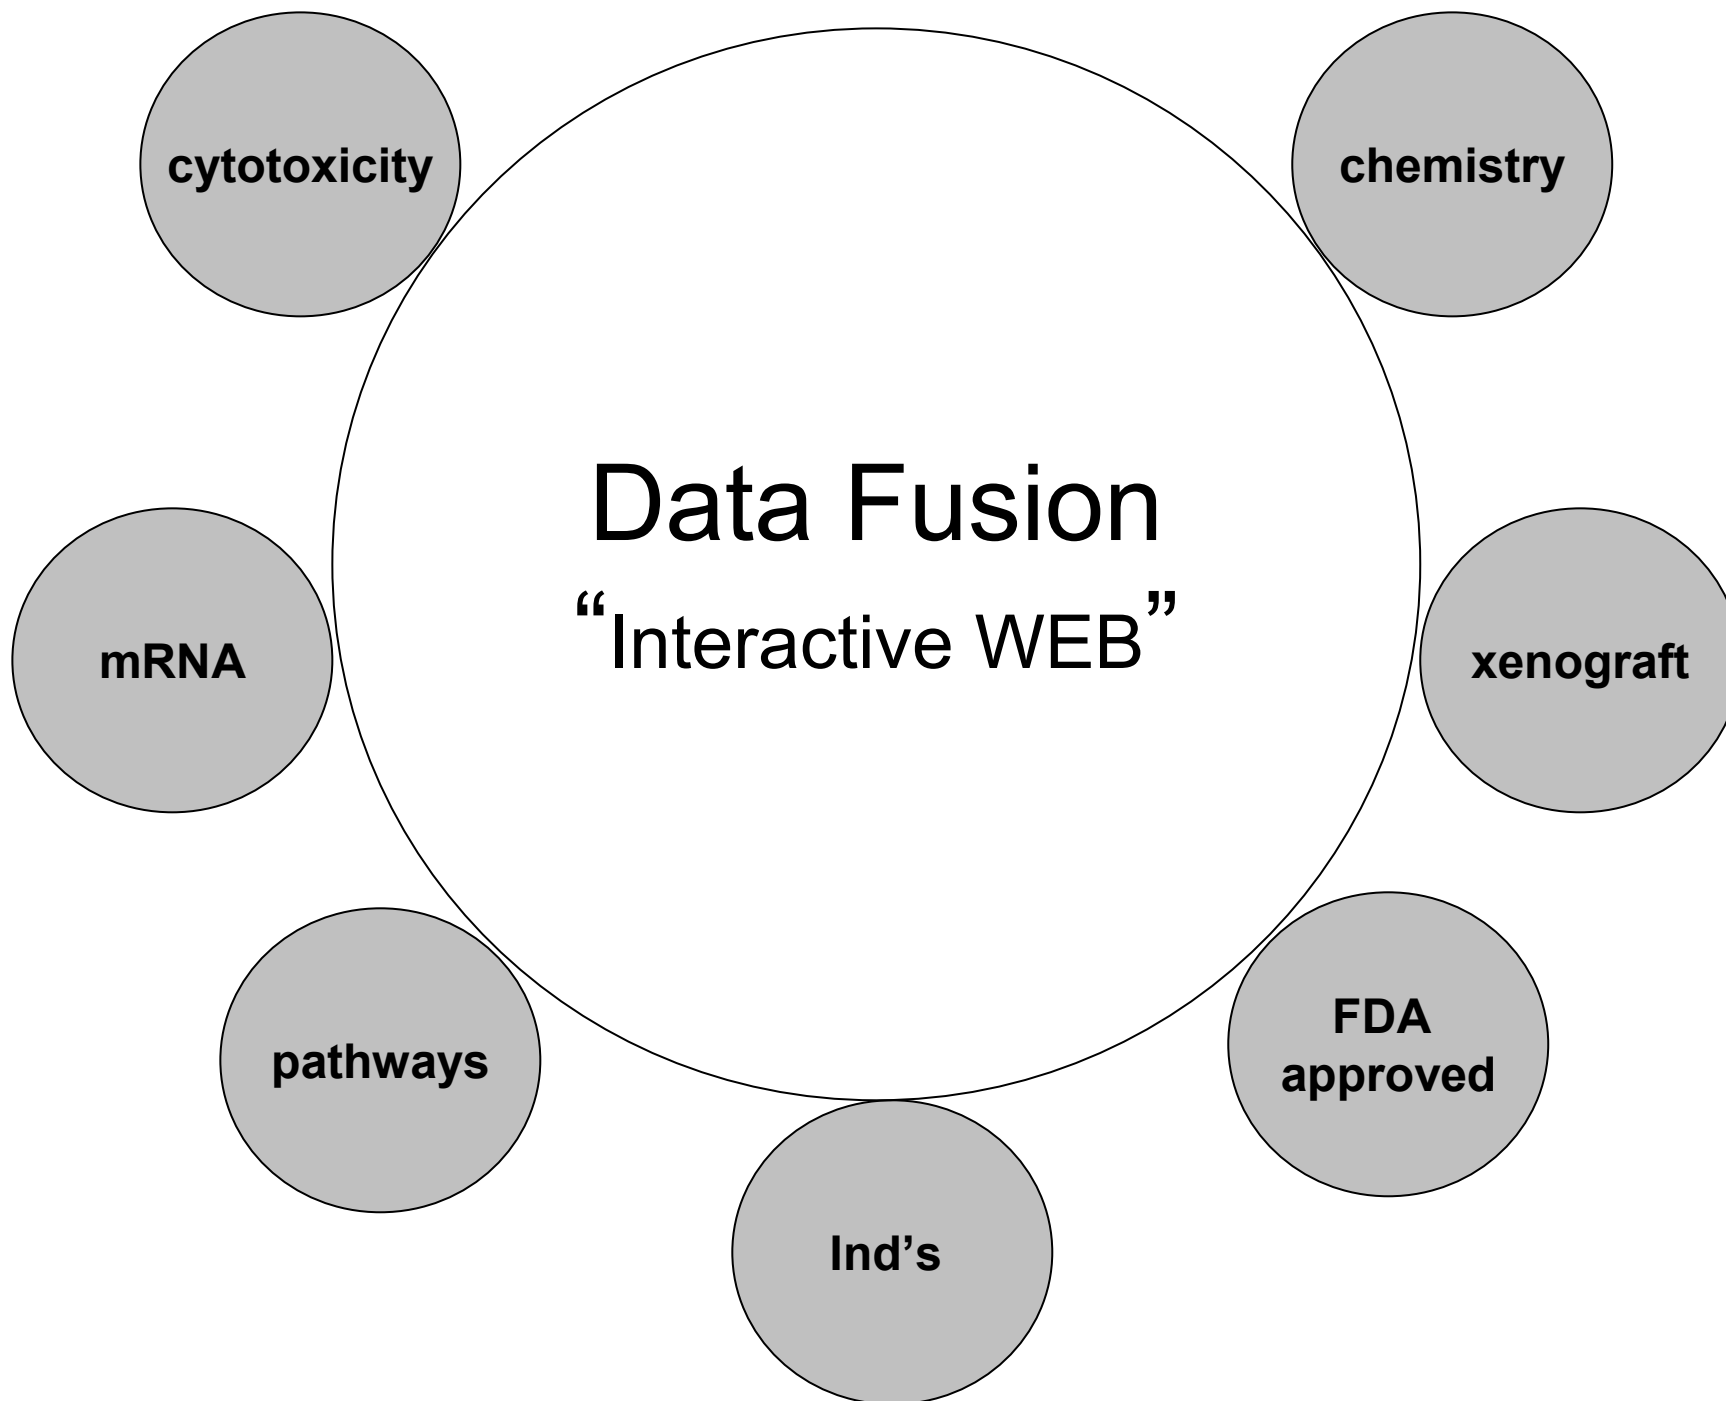 cytotoxicity
chemistry
Data Fusion
“Interactive WEB”
mRNA
xenograft
pathways
FDA
approved
Ind’s